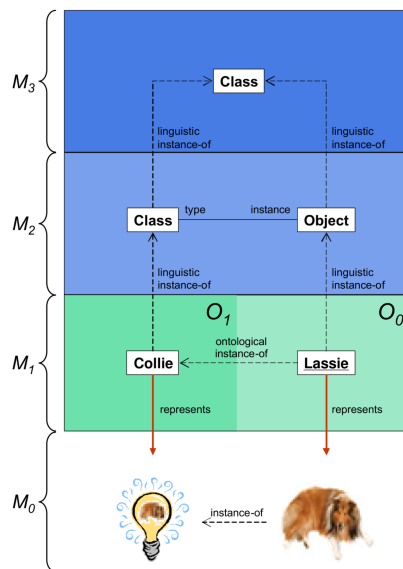 M3
Class
linguistic
instance-of
linguistic
instance-of
M2
Class
type
instance
Object
linguistic
instance-of
linguistic
instance-of
O1
O0
M1
Collie
ontological
instance-of
Lassie
represents
represents
M0
instance-of